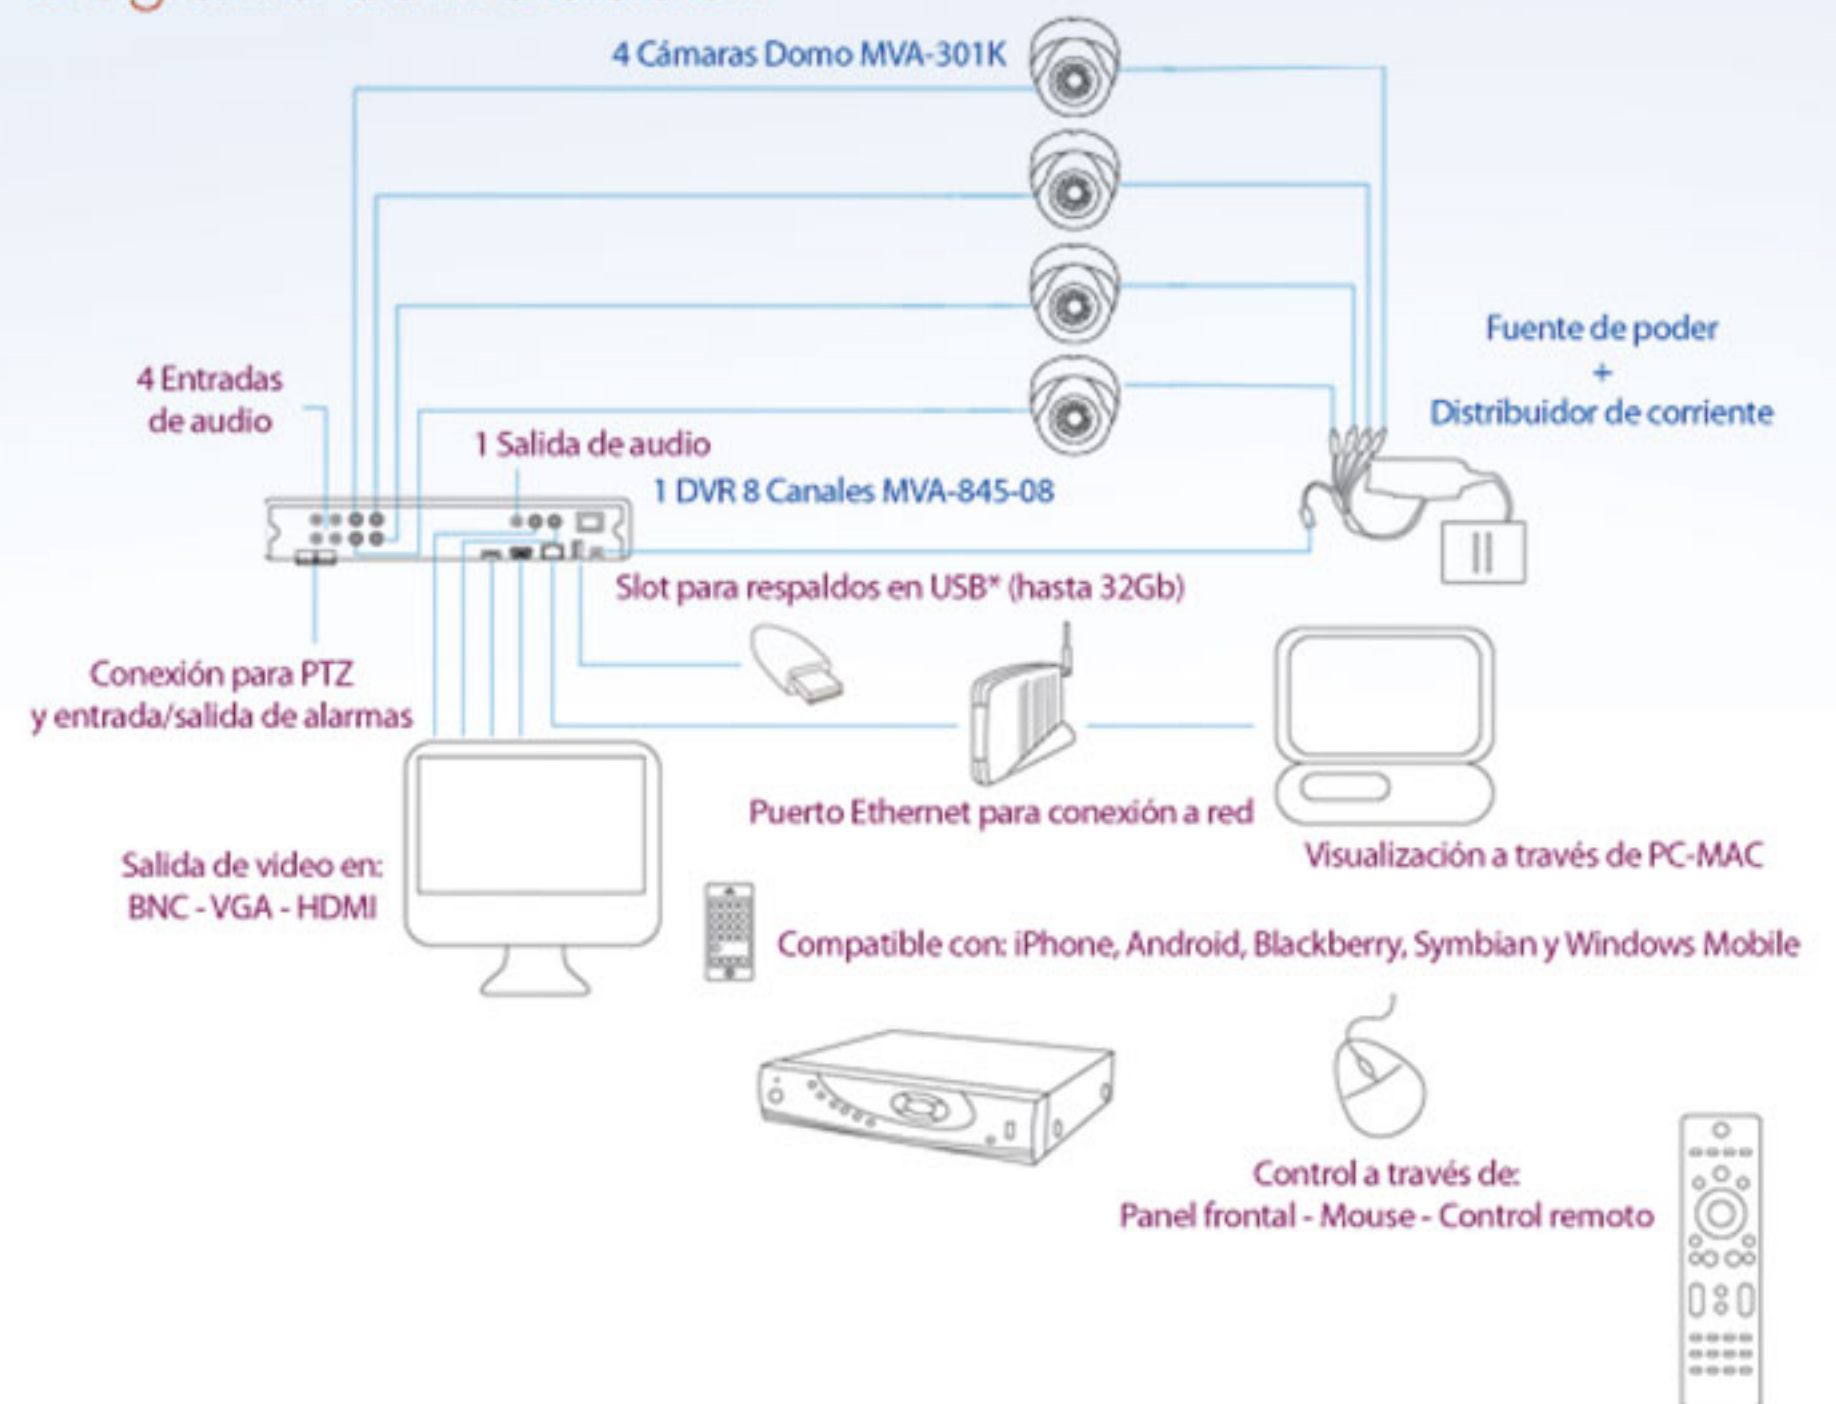 4 Cámaras Domo MVA-301K
Fuente de poder
+
Distribuidor de corriente
4 Entradas
de audio
1 Salida de audio
1 DVR 8 Canales MVA-845-08
Slot para respaldos en USB* (hasta 32Gb)
Conexión para PTZ
y entrada/salida de alarmas
Puerto Ethernet para conexión a red
Visualización a través de PC-MAC
Salida de video en:
BNC - VGA - HDMI
Compatible con: iPhone, Android, Blackberry, Symbian y Windows Mobile
Control a través de:
Panel frontal - Mouse - Control remoto